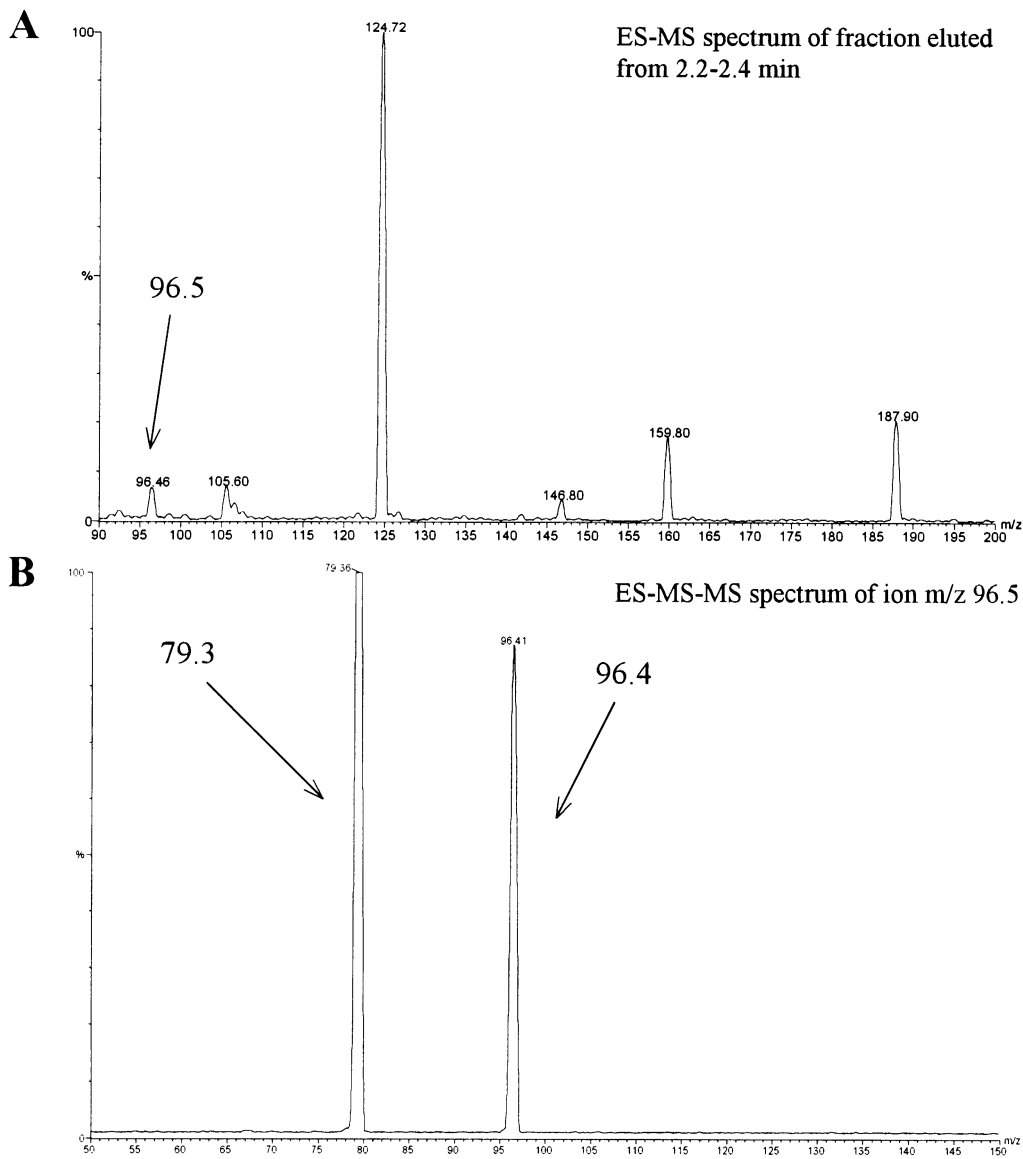 A
ES-MS spectrum of fraction eluted
from 2.2-2.4 min
100
124.72
%
96.5
187.90
159.80
96.46
105.60
146.80
0
90 95 100 105 110 115 120 125 130 135 140 145 150 155 160 165 170 175 180 185 190 195 200
m/z
B
ES-MS-MS spectrum of ion m/z 96.5
100
79 36
79.3
96 41
96.4
%
0
50 55 60 65 70 75 80 85 90 95 100 105 110 115 120 125 130 135 140 145 150
m/z